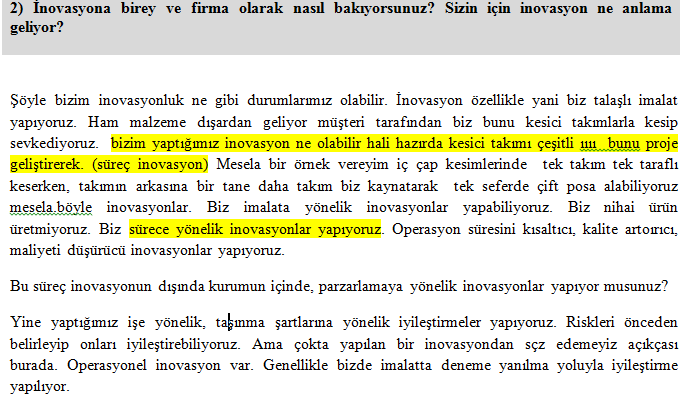 2) İnovasyona birey ve firma olarak nasıl bakıyorsunuz? Sizin için inovasyon ne anlama
geliyor?
Şöyle bizim inovasyonluk ne gibi durumlarımız olabilir. İnovasyon özellikle yani biz talaşlı imalat
yapıyoruz. Ham malzeme dışardan geliyor müşteri tarafından biz bunu kesici takımlarla kesip
sevkediyoruz. bizim yaptığımız inovasyon ne olabilir hali hazırda kesici takımı çeşitli ıııı bunu proje
geliştirerek. (süreç inovasyon) Mesela bir örnek vereyim iç çap kesimlerinde tek takım tek taraflı
keserken, takımın arkasına bir tane daha takım biz kaynatarak tek seferde çift posa alabiliyoruz
mesela.böyle inovasyonlar. Biz imalata yönelik inovasyonlar yapabiliyoruz. Biz nihai ürün
üretmiyoruz. Biz sürece yönelik inovasyonlar yapıyoruz. Operasyon süresini kısaltıcı, kalite artoırıcı,
maliyeti düşürücü inovasyonlar yapıyoruz.
Bu süreç inovasyonun dışında kurumun içinde, parzarlamaya yönelik inovasyonlar yapıyor musunuz?
Yine yaptığımız işe yönelik, taşınma şartlarına yönelik iyileştirmeler yapıyoruz. Riskleri önceden
belirleyip onları iyileştirebiliyoruz. Ama çokta yapılan bir inovasyondan sçz edemeyiz açıkçası
burada. Operasyonel inovasyon var. Genellikle bizde imalatta deneme yanılma yoluyla iyileştirme
yapılıyor.